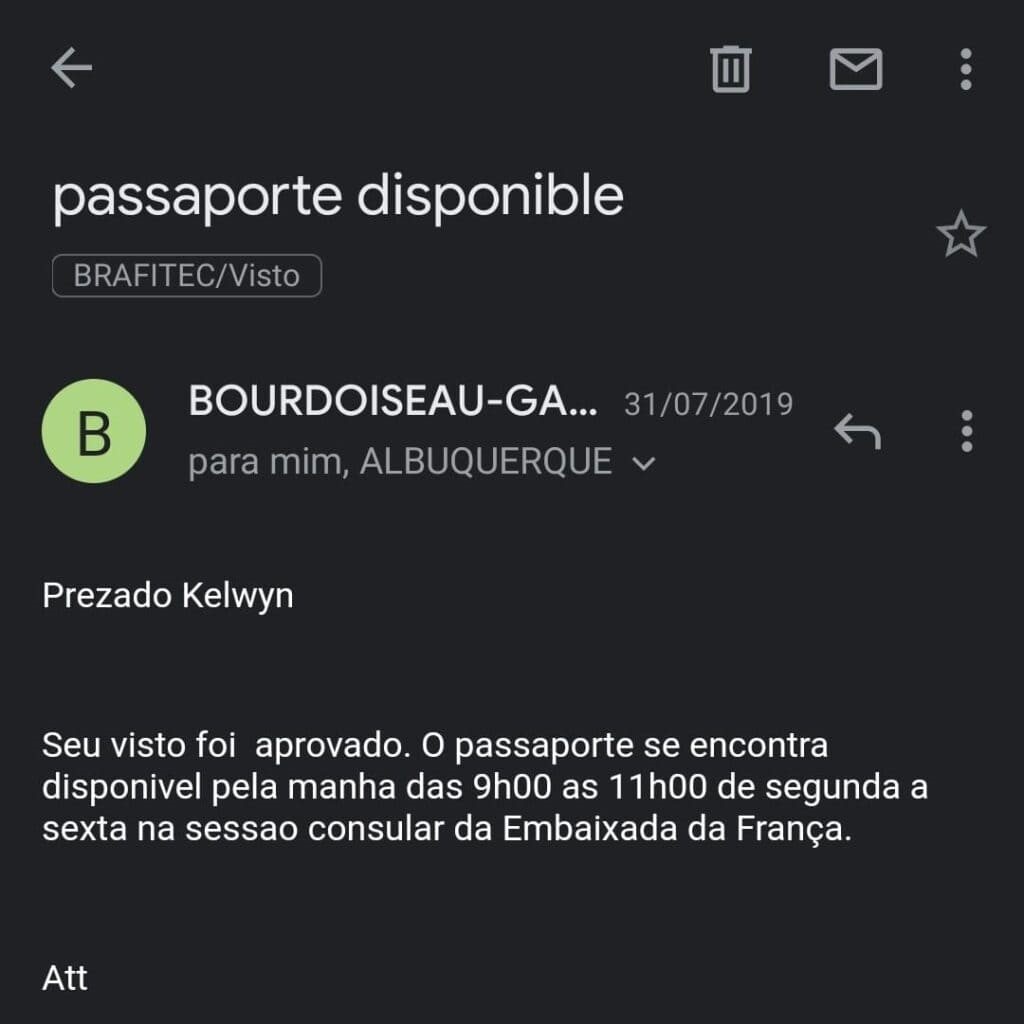 passaporte disponible
BRAFITEC/Visto
B
BOURDOISEAU-GA... 31/07/2019
para mim, ALBUQUERQUE
Prezado Kelwyn
Seu visto foi  aprovado. O passaporte se encontra
disponivel pela manha das 9h00 as 11h00 de segunda a
sexta na sessao consular da Embaixada da França.
Att